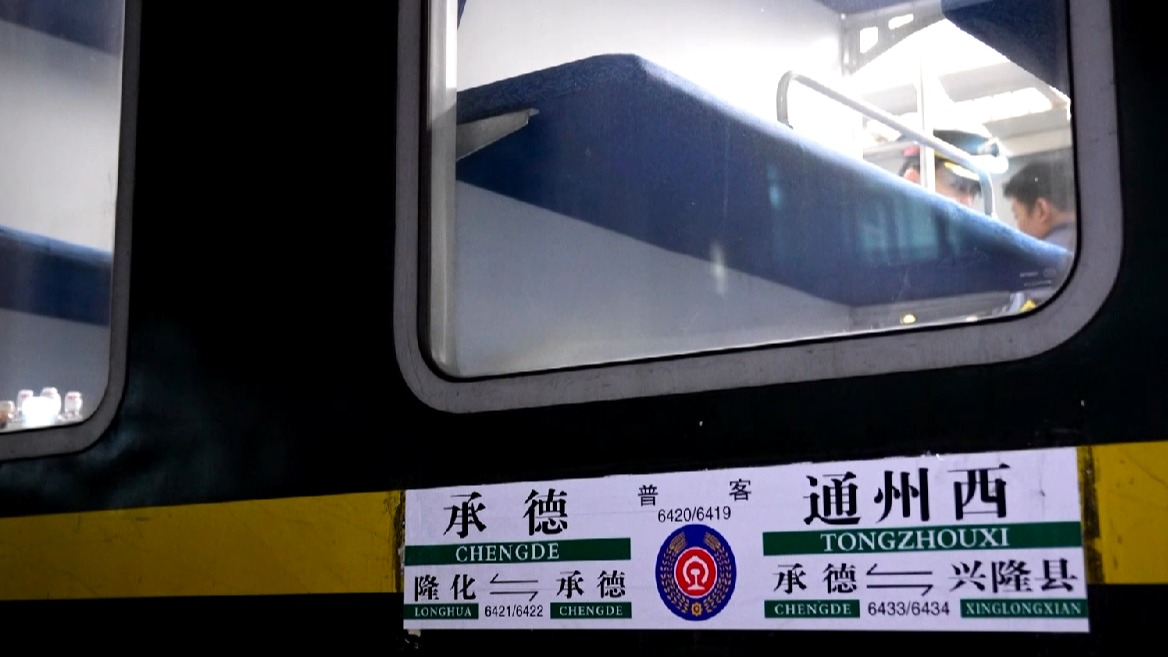 承德 普客 通州西
6420/6419
CHENGDE TONGZHOUXI
隆化 承德 承德 兴隆县
LONGHUA 6421/6422 CHENGDE CHENGDE 6433/6434 XINGLONGXIAN